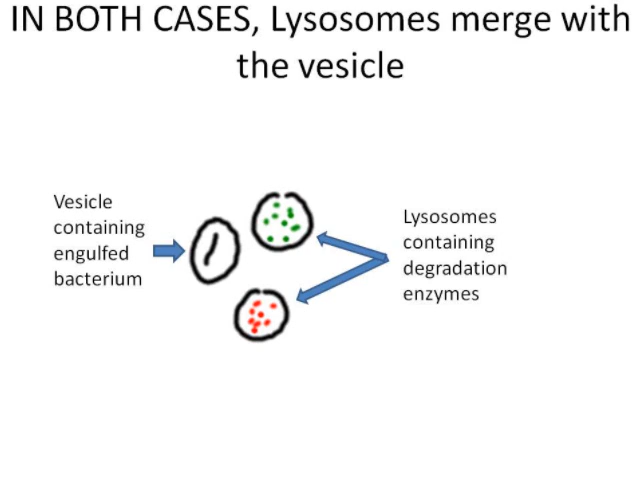 IN BOTH CASES, Lysosomes merge with
the vesicle
Vesicle
containing
engulfed
bacterium
Lysosomes
containing
degradation
enzymes